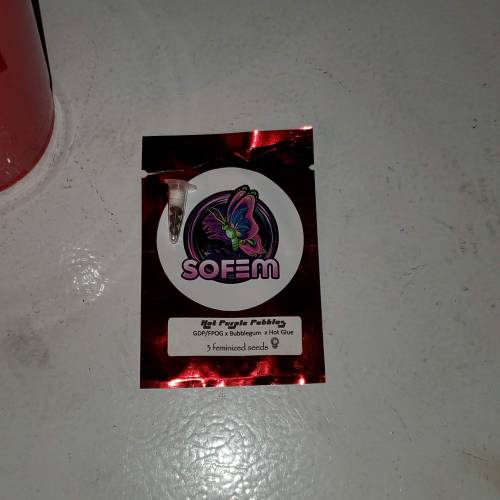 SOFEM
Hot Purple Pebbles
GDP/FPOG x Bubblegum x Hot Glue
3 feminized seeds